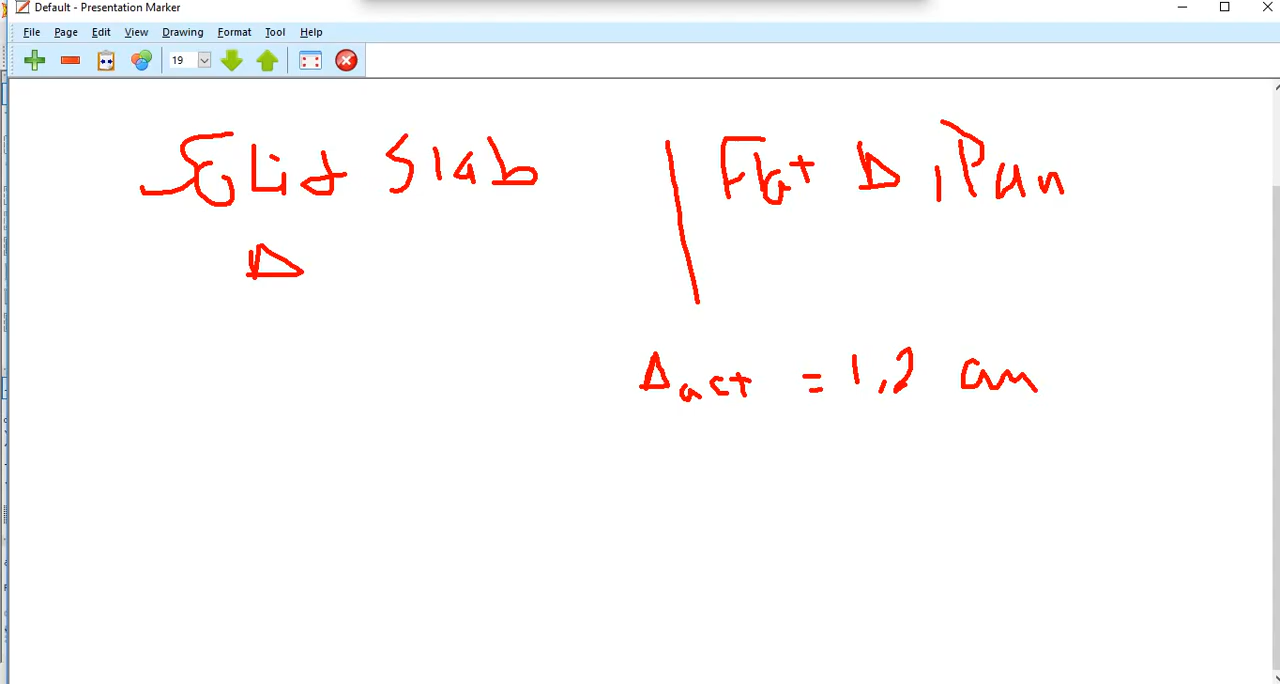 Default - Presentation Marker
File Page Edit View Drawing Format Tool Help
19
Solid Slab | Flat Δ, Δ
Δact = 1,2 cm